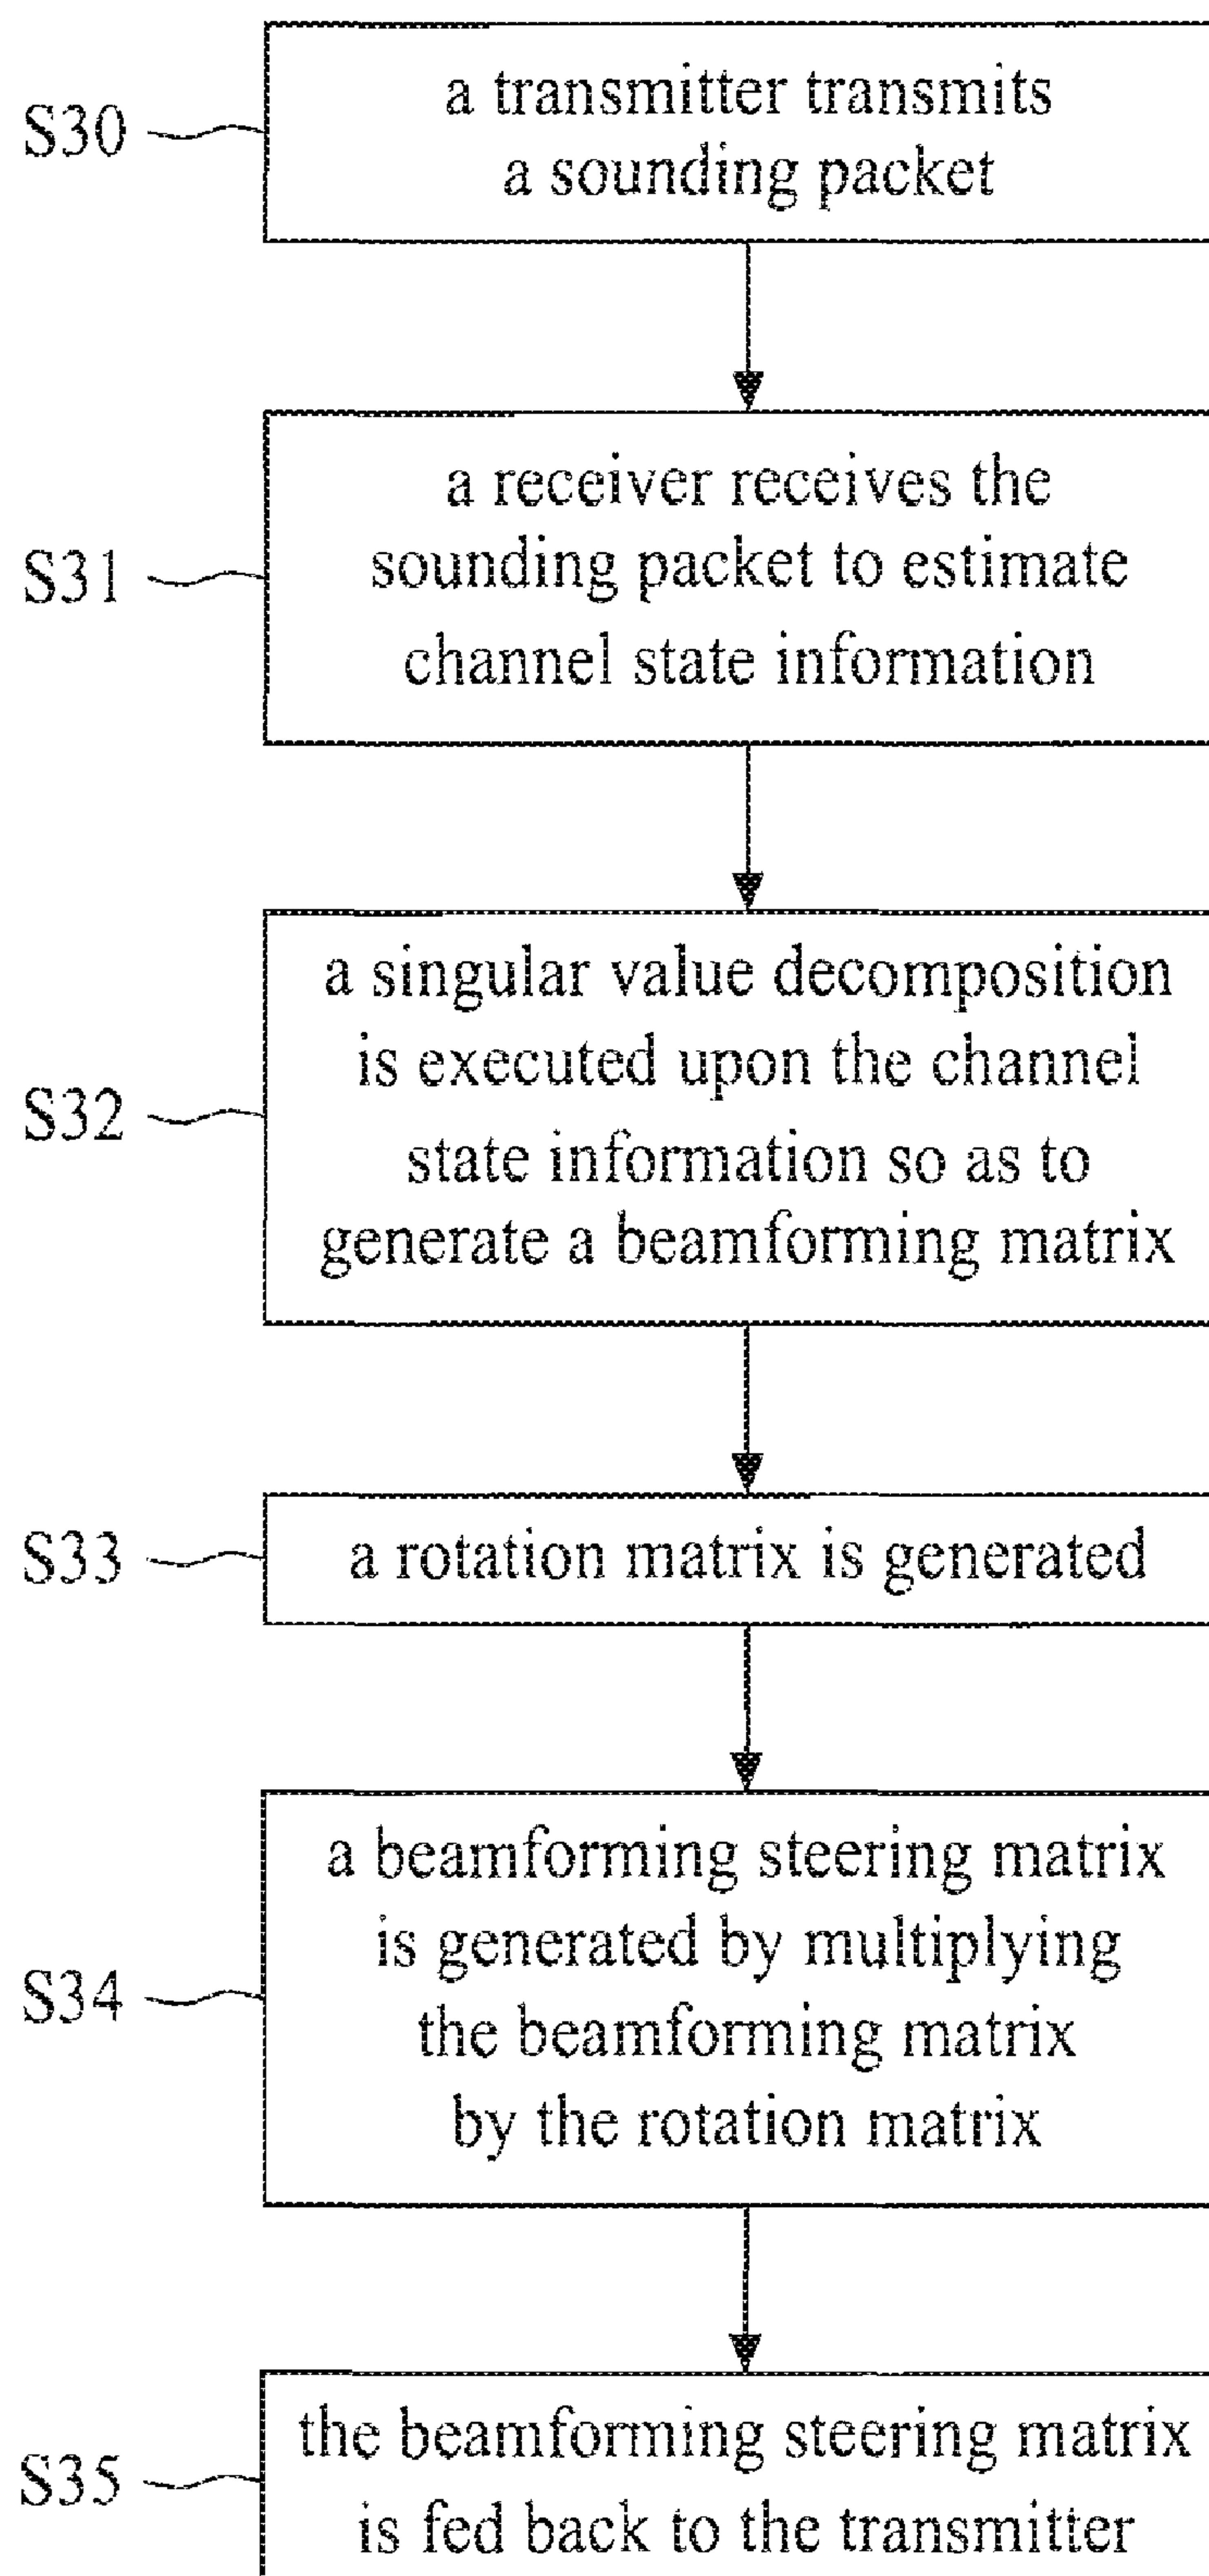 S30
a transmitter transmits
a sounding packet
S31
a receiver receives the
sounding packet to estimate
channel state information
S32
a singular value decomposition
is executed upon the channel
state information so as to
generate a beamforming matrix
S33
a rotation matrix is generated
S34
a beamforming steering matrix
is generated by multiplying
the beamforming matrix
by the rotation matrix
S35
the beamforming steering matrix
is fed back to the transmitter